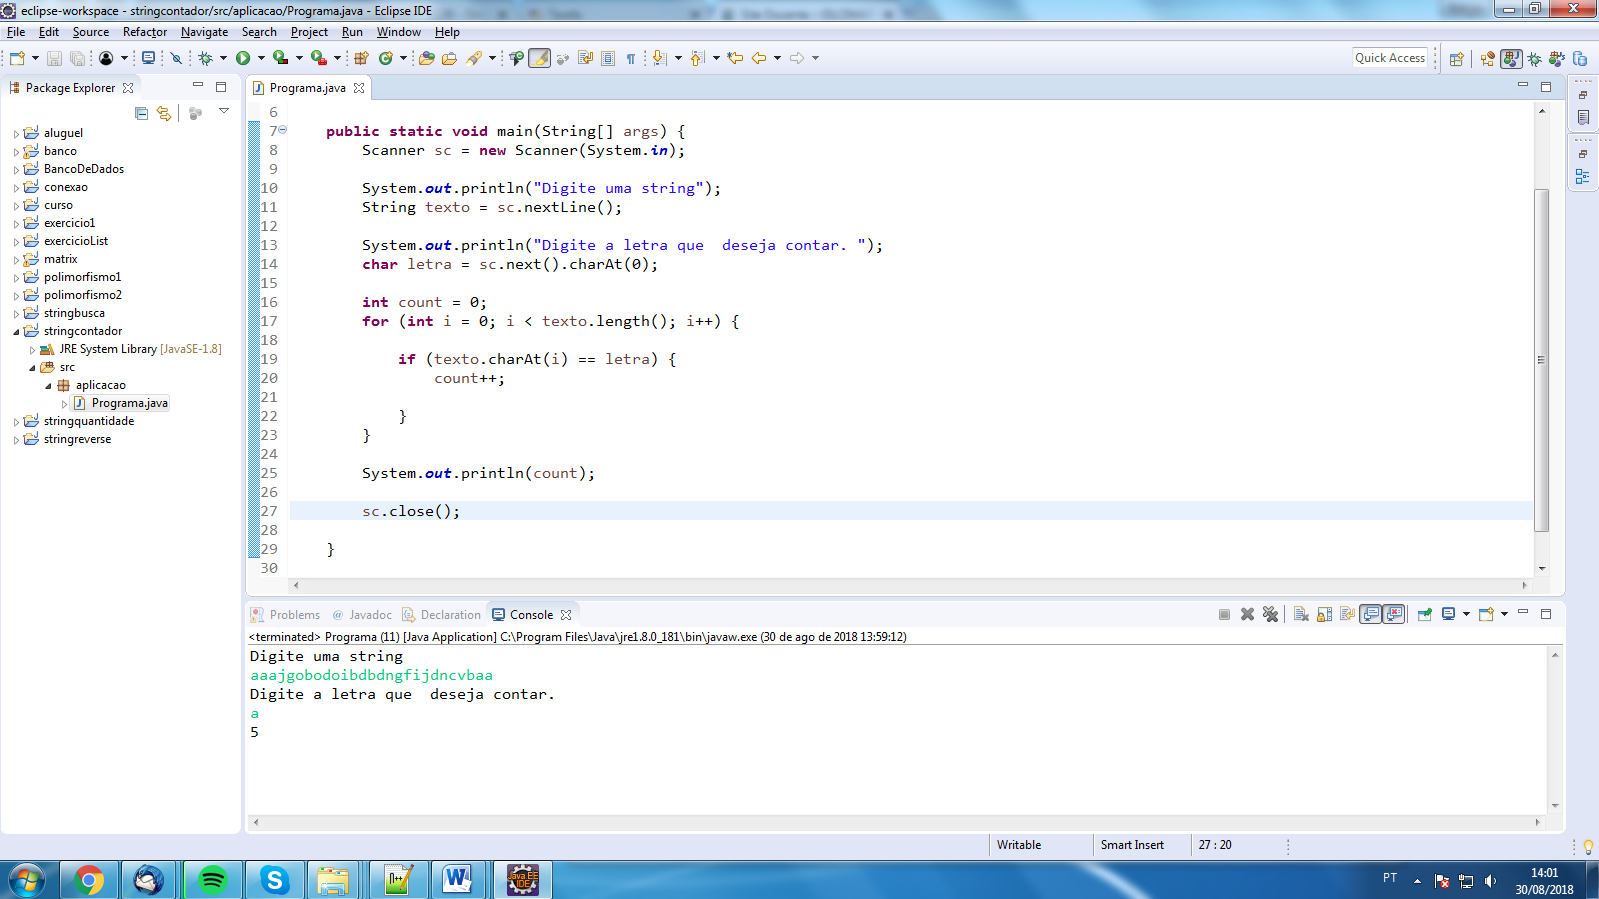 eclipse-workspace - stringcontador/src/aplicacao/Programa.java - Eclipse IDE
File Edit Source Refactor Navigate Search Project Run Window Help
Quick Access
Package Explorer
aluguel
banco
BancoDeDados
conexao
curso
exercicio1
exercicioList
matrix
polimorfismo1
polimorfismo2
stringbusca
stringcontador
JRE System Library [JavaSE-1.8]
src
aplicacao
Programa.java
stringquantidade
stringreverse
Programa.java
6
7 public static void main(String[] args) {
8 Scanner sc = new Scanner(System.in);
9
10 System.out.println("Digite uma string");
11 String texto = sc.nextLine();
12
13 System.out.println("Digite a letra que  deseja contar. ");
14 char letra = sc.next().charAt(0);
15
16 int count = 0;
17 for (int i = 0; i < texto.length(); i++) {
18
19 if (texto.charAt(i) == letra) {
20 count++;
21
22 }
23 }
24
25 System.out.println(count);
26
27 sc.close();
28
29 }
30
Problems @ Javadoc Declaration Console
<terminated> Programa (11) [Java Application] C:\Program Files\Java\jre1.8.0_181\bin\javaw.exe (30 de ago de 2018 13:59:12)
Digite uma string
aaajgobodoibdbdngfijdncvbaa
Digite a letra que  deseja contar.
a
5
Writable Smart Insert 27 : 20
PT 14:01
30/08/2018